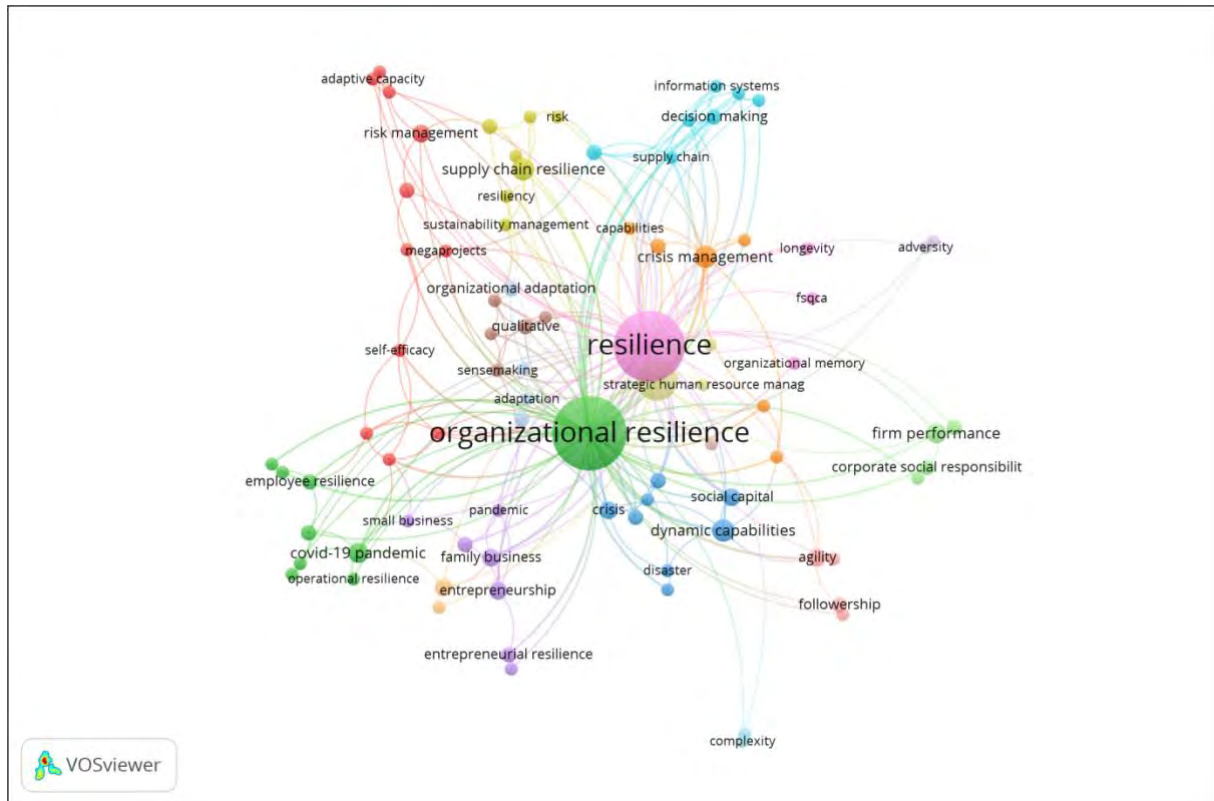 adaptive capacity
information systems
risk
decision making
risk management
supply chain
supply chain resilience
resiliency
sustainability management
capabilities
megaprojects
longevity
adversity
crisis management
organizational adaptation
fsqca
qualitative
resilience
self-efficacy
organizational memory
sensemaking
strategic human resource manag
adaptation
organizational resilience
firm performance
corporate social responsibilit
employee resilience
social capital
pandemic
crisis
small business
dynamic capabilities
covid-19 pandemic
family business
agility
disaster
operational resilience
entrepreneurship
followership
entrepreneurial resilience
complexity
VOSviewer